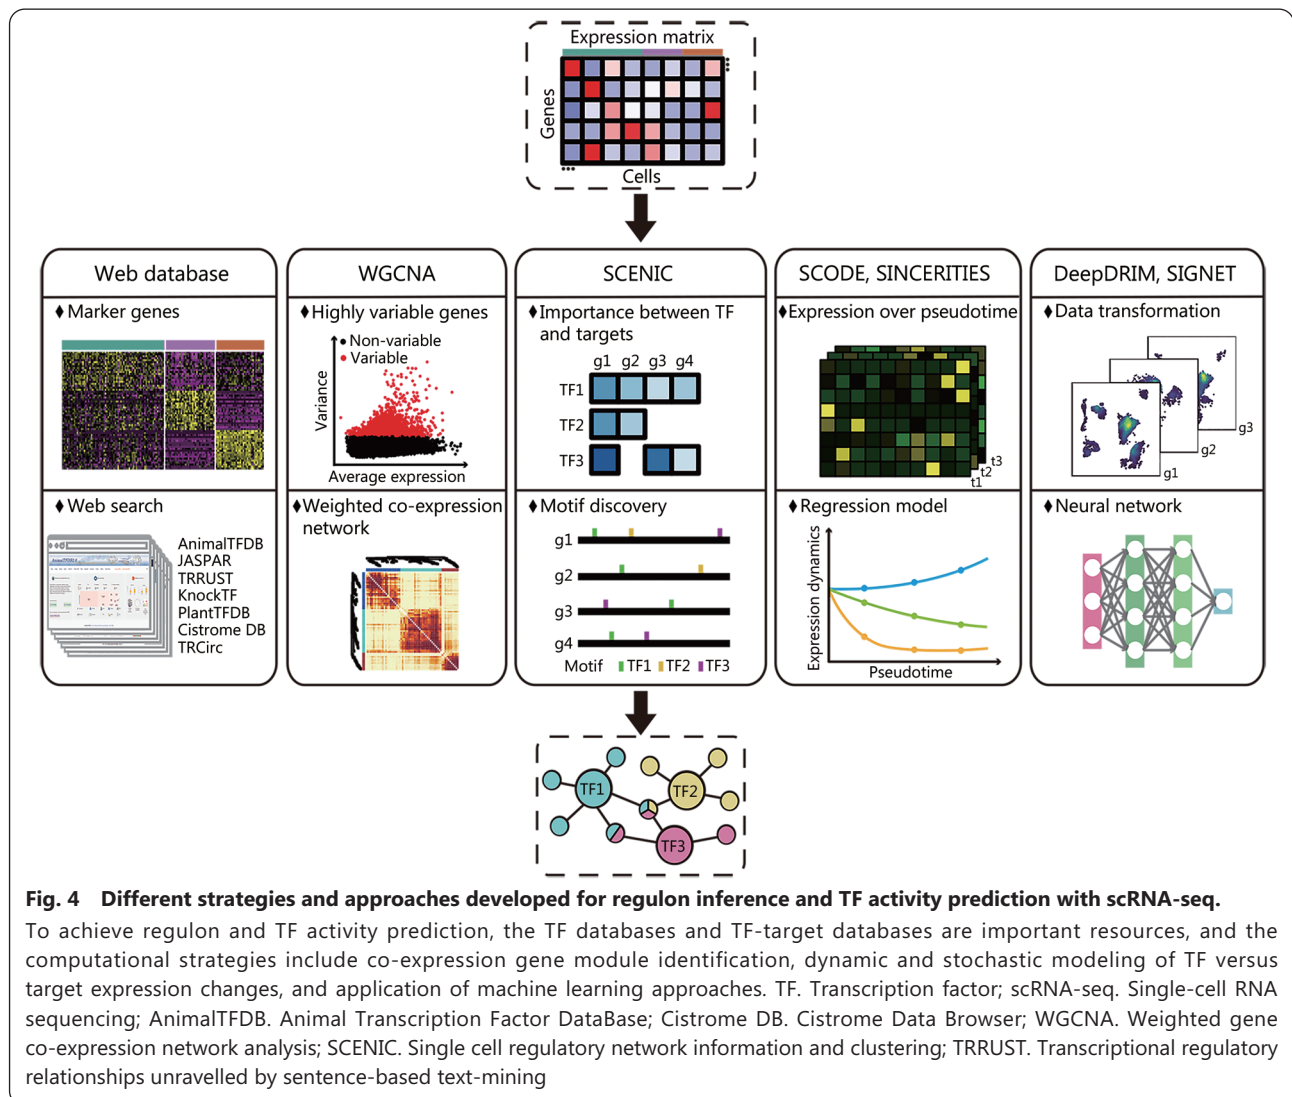 Expression matrix
Genes
Cells
Web database
Marker genes
Web search
AnimalTFDB
JASPAR
TRRUST
KnockTF
PlantTFDB
Cistrome DB
TRCirc
WGCNA
Highly variable genes
Non-variable
Variable
Variance
Average expression
Weighted co-expression
network
SCENIC
Importance between TF
and targets
g1 g2 g3 g4
TF1
TF2
TF3
Motif discovery
g1
g2
g3
g4
Motif TF1 TF2 TF3
SCODE, SINCERITIES
Expression over pseudotime
t3
t2
t1
Regression model
Expression dynamics
Pseudotime
DeepDRIM, SIGNET
Data transformation
g3
g2
g1
Neural network
TF1
TF2
TF3
Fig. 4 Different strategies and approaches developed for regulon inference and TF activity prediction with scRNA-seq.
To achieve regulon and TF activity prediction, the TF databases and TF-target databases are important resources, and the
computational strategies include co-expression gene module identification, dynamic and stochastic modeling of TF versus
target expression changes, and application of machine learning approaches. TF. Transcription factor; scRNA-seq. Single-cell RNA
sequencing; AnimalTFDB. Animal Transcription Factor DataBase; Cistrome DB. Cistrome Data Browser; WGCNA. Weighted gene
co-expression network analysis; SCENIC. Single cell regulatory network information and clustering; TRRUST. Transcriptional regulatory
relationships unravelled by sentence-based text-mining